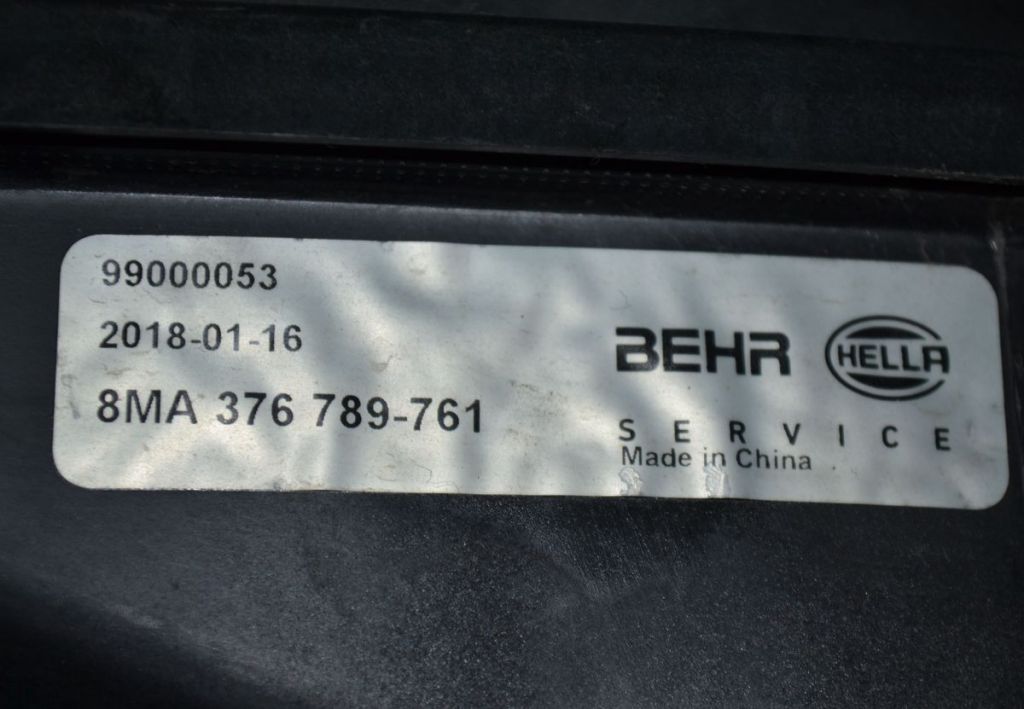 99000053
2018-01-16
8MA 376 789-761
BEHR HELLA
SERVICE
Made in China